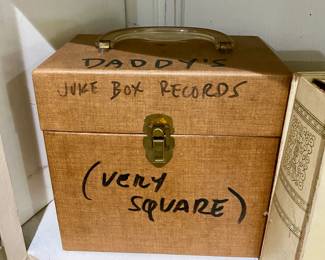 DADDY'S
JUKE BOX RECORDS
(VERY
SQUARE)